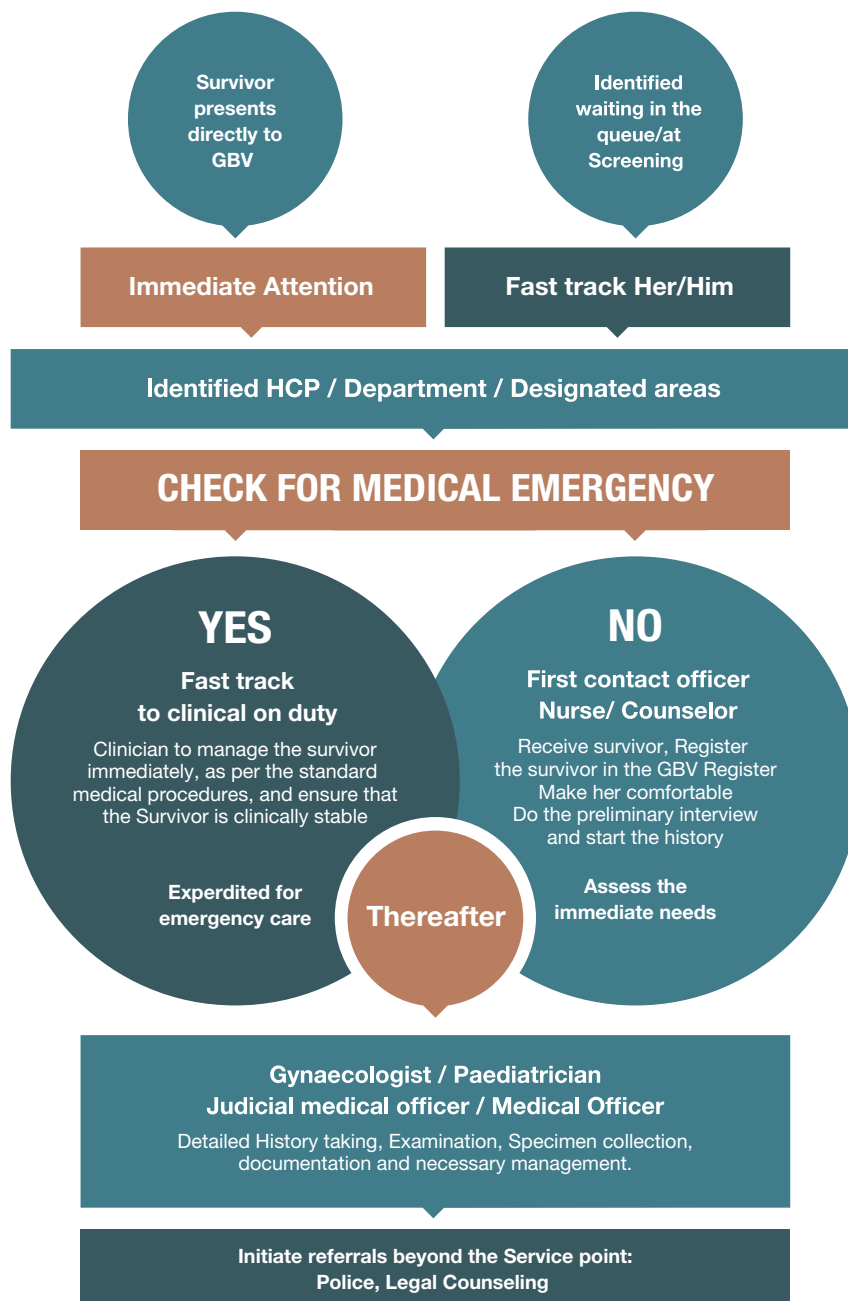 Survivor
presents
directly to
GBV
Identified
waiting in the
queue/at
Screening
Immediate Attention
Fast track Her/Him
Identified HCP / Department / Designated areas
CHECK FOR MEDICAL EMERGENCY
YES
Fast track
to clinical on duty
Clinician to manage the survivor
immediately, as per the standard
medical procedures, and ensure that
the Survivor is clinically stable
Experdited for
emergency care
NO
First contact officer
Nurse/ Counselor
Receive survivor, Register
the survivor in the GBV Register
Make her comfortable
Do the preliminary interview
and start the history
Assess the
immediate needs
Thereafter
Gynaecologist / Paediatrician
Judicial medical officer / Medical Officer
Detailed History taking, Examination, Specimen collection,
documentation and necessary management.
Initiate referrals beyond the Service point:
Police, Legal Counseling